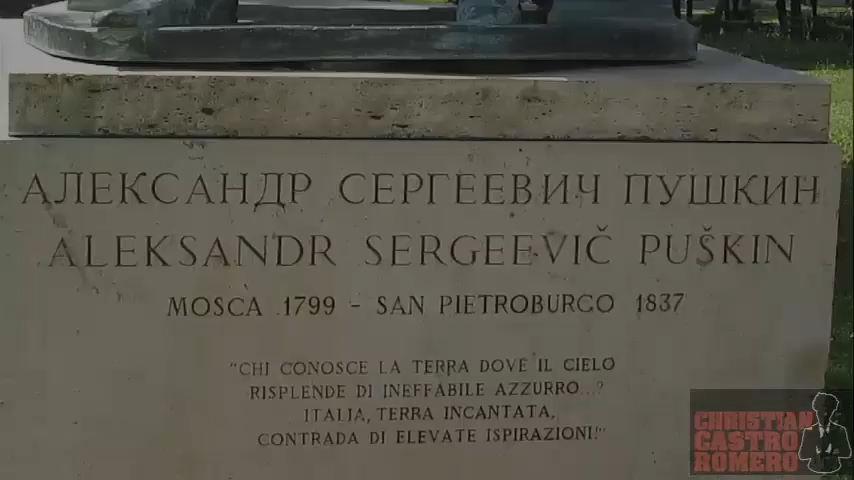 АЛЕКСАНДР СЕРГЕЕВИЧ ПУШКИН
ALEKSANDR SERGEEVIČ PUŠKIN
MOSCA 1799 - SAN PIETROBURGO 1837
"CHI CONOSCE LA TERRA DOVE IL CIELO
RISPLENDE DI INEFFABILE AZZURRO...?
ITALIA, TERRA INCANTATA,
CONTRADA DI ELEVATE ISPIRAZIONI!"
CHRISTIAN
CASTRO
ROMERO